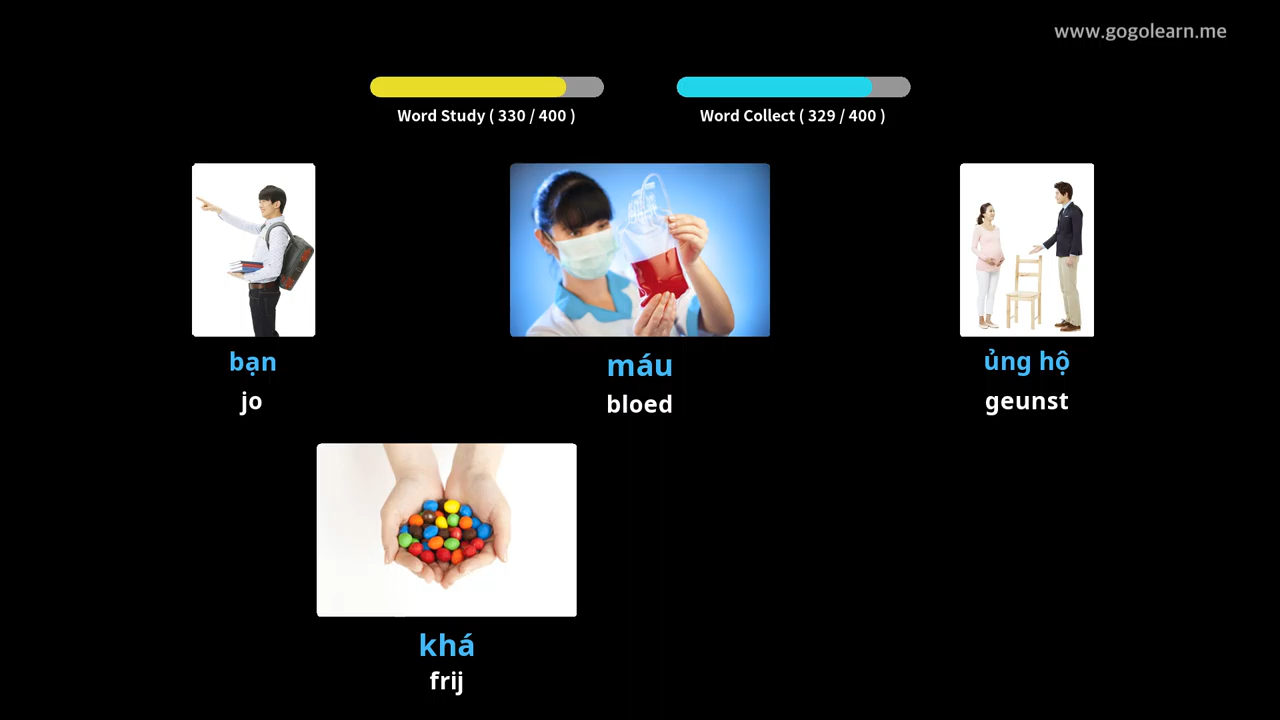 www.gogolearn.me
Word Study ( 330 / 400 )
Word Collect ( 329 / 400 )
bạn
jo
máu
bloed
ủng hộ
geunst
khá
frij